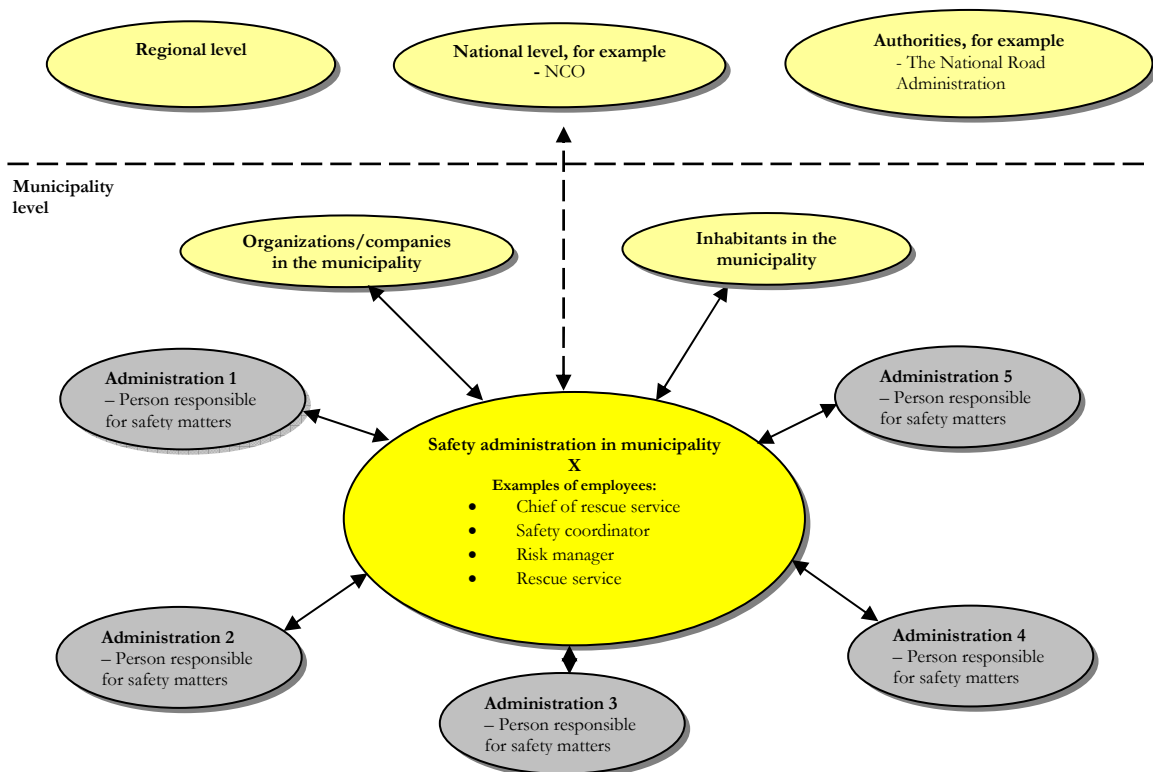 Regional level
National level, for example
- NCO
Authorities, for example
- The National Road
Administration
Municipality
level
Organizations/companies
in the municipality
Inhabitants in the
municipality
Administration 1
– Person responsible
for safety matters
Administration 5
– Person responsible
for safety matters
Safety administration in municipality
X
Examples of employees:
• Chief of rescue service
• Safety coordinator
• Risk manager
• Rescue service
Administration 2
– Person responsible
for safety matters
Administration 4
– Person responsible
for safety matters
Administration 3
– Person responsible
for safety matters